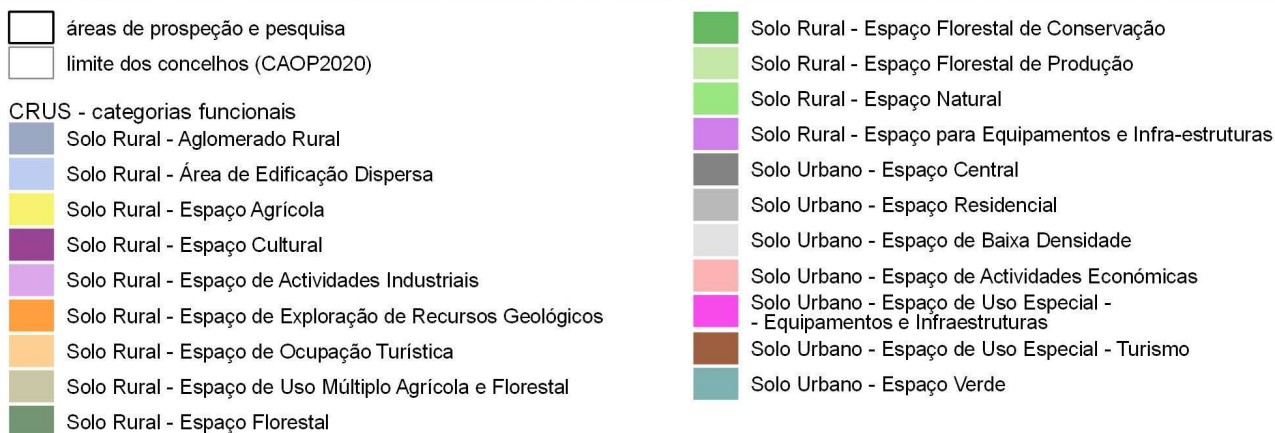 áreas de prospeção e pesquisa
limite dos concelhos (CAOP2020)
CRUS - categorias funcionais
Solo Rural - Aglomerado Rural
Solo Rural - Área de Edificação Dispersa
Solo Rural - Espaço Agrícola
Solo Rural - Espaço Cultural
Solo Rural - Espaço de Actividades Industriais
Solo Rural - Espaço de Exploração de Recursos Geológicos
Solo Rural - Espaço de Ocupação Turística
Solo Rural - Espaço de Uso Múltiplo Agrícola e Florestal
Solo Rural - Espaço Florestal
Solo Rural - Espaço Florestal de Conservação
Solo Rural - Espaço Florestal de Produção
Solo Rural - Espaço Natural
Solo Rural - Espaço para Equipamentos e Infra-estruturas
Solo Urbano - Espaço Central
Solo Urbano - Espaço Residencial
Solo Urbano - Espaço de Baixa Densidade
Solo Urbano - Espaço de Actividades Económicas
Solo Urbano - Espaço de Uso Especial -
- Equipamentos e Infraestruturas
Solo Urbano - Espaço de Uso Especial - Turismo
Solo Urbano - Espaço Verde